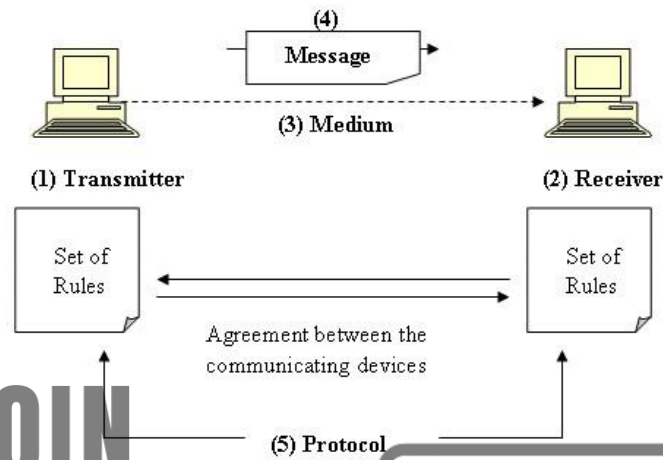 (4)
Message
(3) Medium
(1) Transmitter
(2) Receiver
Set of
Rules
Set of
Rules
Agreement between the
communicating devices
OIN
(5) Protocol